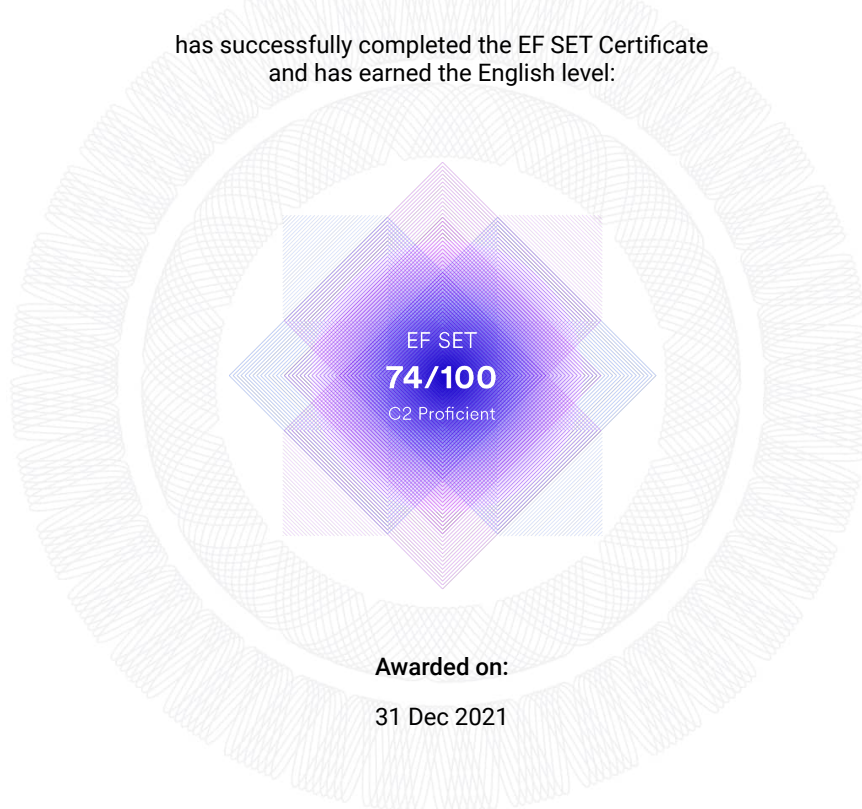 has successfully completed the EF SET Certificate
and has earned the English level:
EF SET
74/100
C2 Proficient
Awarded on:
31 Dec 2021